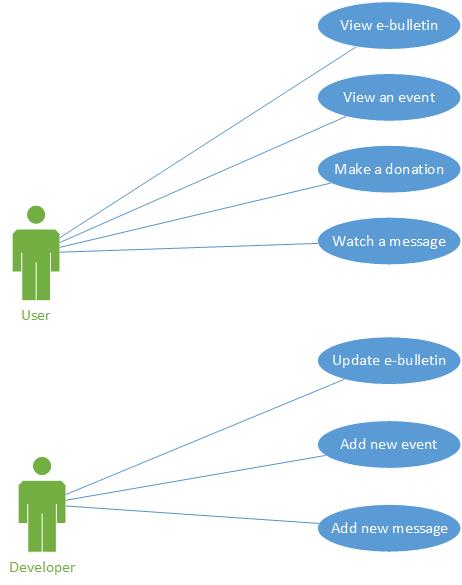 View e-bulletin
View an event
Make a donation
Watch a message
User
Update e-bulletin
Add new event
Add new message
Developer